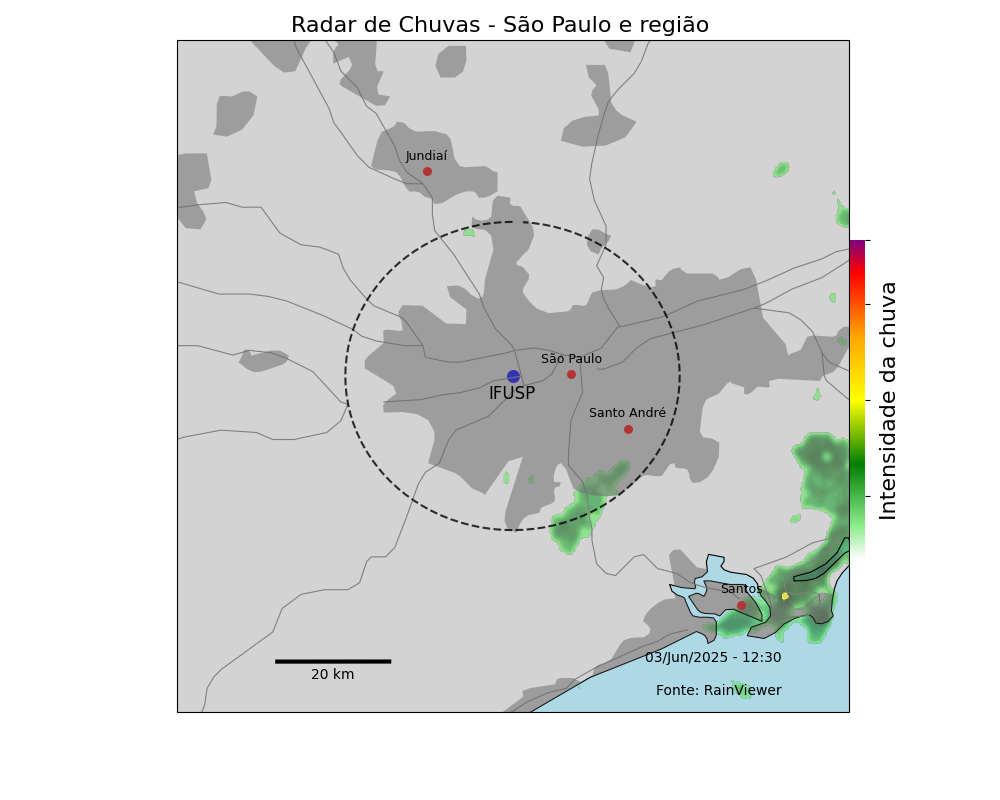 Radar de Chuvas - São Paulo e região
Jundiaí
São Paulo
IFUSP
Santo André
Intensidade da chuva
Santos
03/Jun/2025 - 12:30
20 km
Fonte: RainViewer